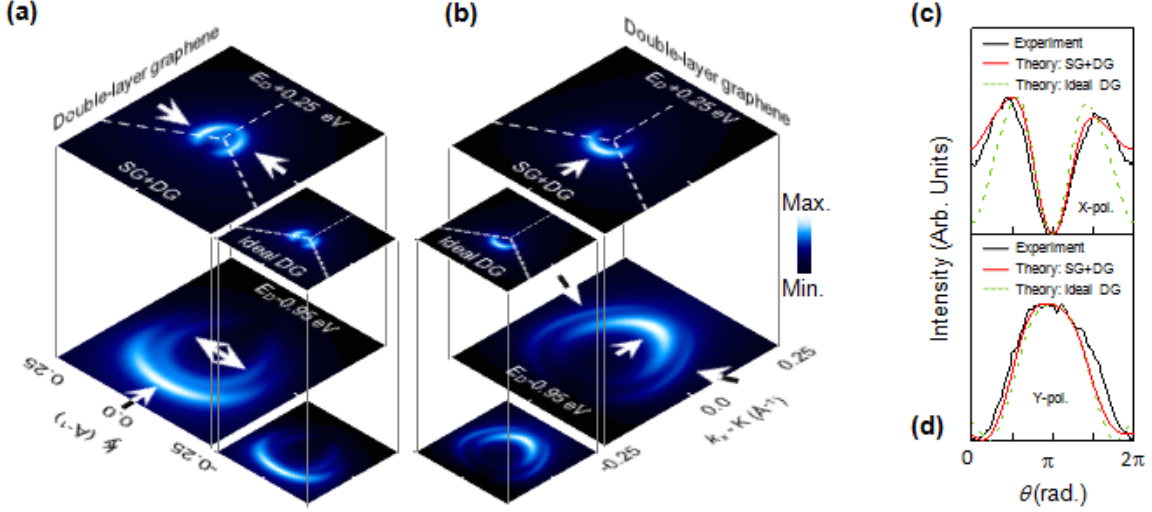 (a)
Double-layer graphene
E_D+0.25 eV
SG+DG
Ideal DG
E_D-0.95 eV
0.25
0.0
-0.25
(Å⁻¹)
(b)
Double-layer graphene
E_D+0.25 eV
SG+DG
Ideal DG
E_D-0.95 eV
0.25
0.0
-0.25
k_x - K (Å⁻¹)
Max.
Min.
(c)
Experiment
Theory: SG+DG
Theory: Ideal DG
X-pol.
Intensity (Arb. Units)
Experiment
Theory: SG+DG
Theory: Ideal DG
Y-pol.
(d)
0 π 2π
θ (rad.)